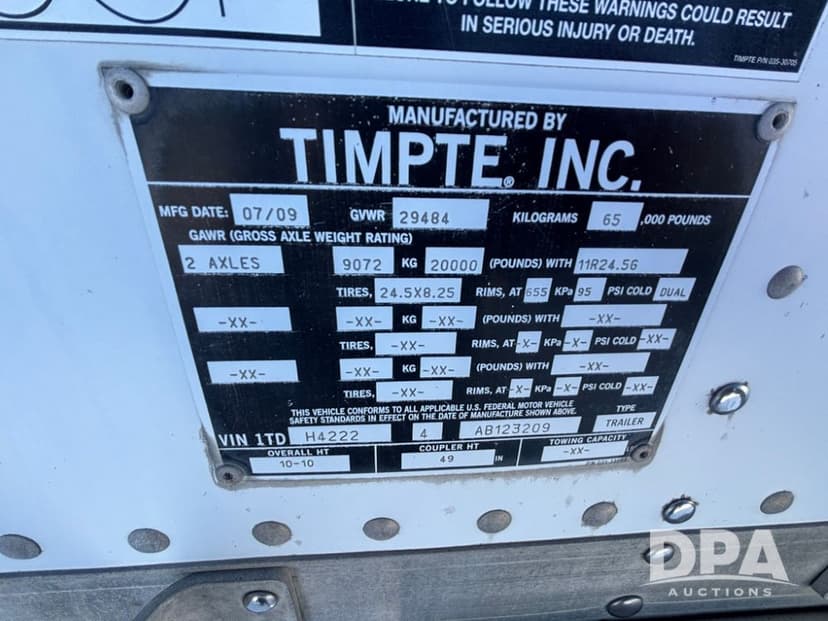 FOLLOW THESE WARNINGS COULD RESULT
IN SERIOUS INJURY OR DEATH.
TIMPTE P/N 035-30705
MANUFACTURED BY
TIMPTE® INC.
MFG DATE: 07/09 GVWR 29484 KILOGRAMS 65 ,000 POUNDS
GAWR (GROSS AXLE WEIGHT RATING)
2 AXLES 9072 KG 20000 (POUNDS) WITH 11R24.5G
TIRES, 24.5X8.25 RIMS, AT 655 KPa 95 PSI COLD DUAL
-XX- -XX- KG -XX- (POUNDS) WITH -XX-
TIRES, -XX- RIMS, AT -X- KPa -X- PSI COLD -XX-
-XX- -XX- KG -XX- (POUNDS) WITH -XX-
TIRES, -XX- RIMS, AT -X- KPa -X- PSI COLD -XX-
THIS VEHICLE CONFORMS TO ALL APPLICABLE U.S. FEDERAL MOTOR VEHICLE
SAFETY STANDARDS IN EFFECT ON THE DATE OF MANUFACTURE SHOWN ABOVE.
TYPE
VIN 1TD H4222 4 AB123209 TRAILER
OVERALL HT COUPLER HT TOWING CAPACITY
10-10 49 IN -XX-
DPA
AUCTIONS